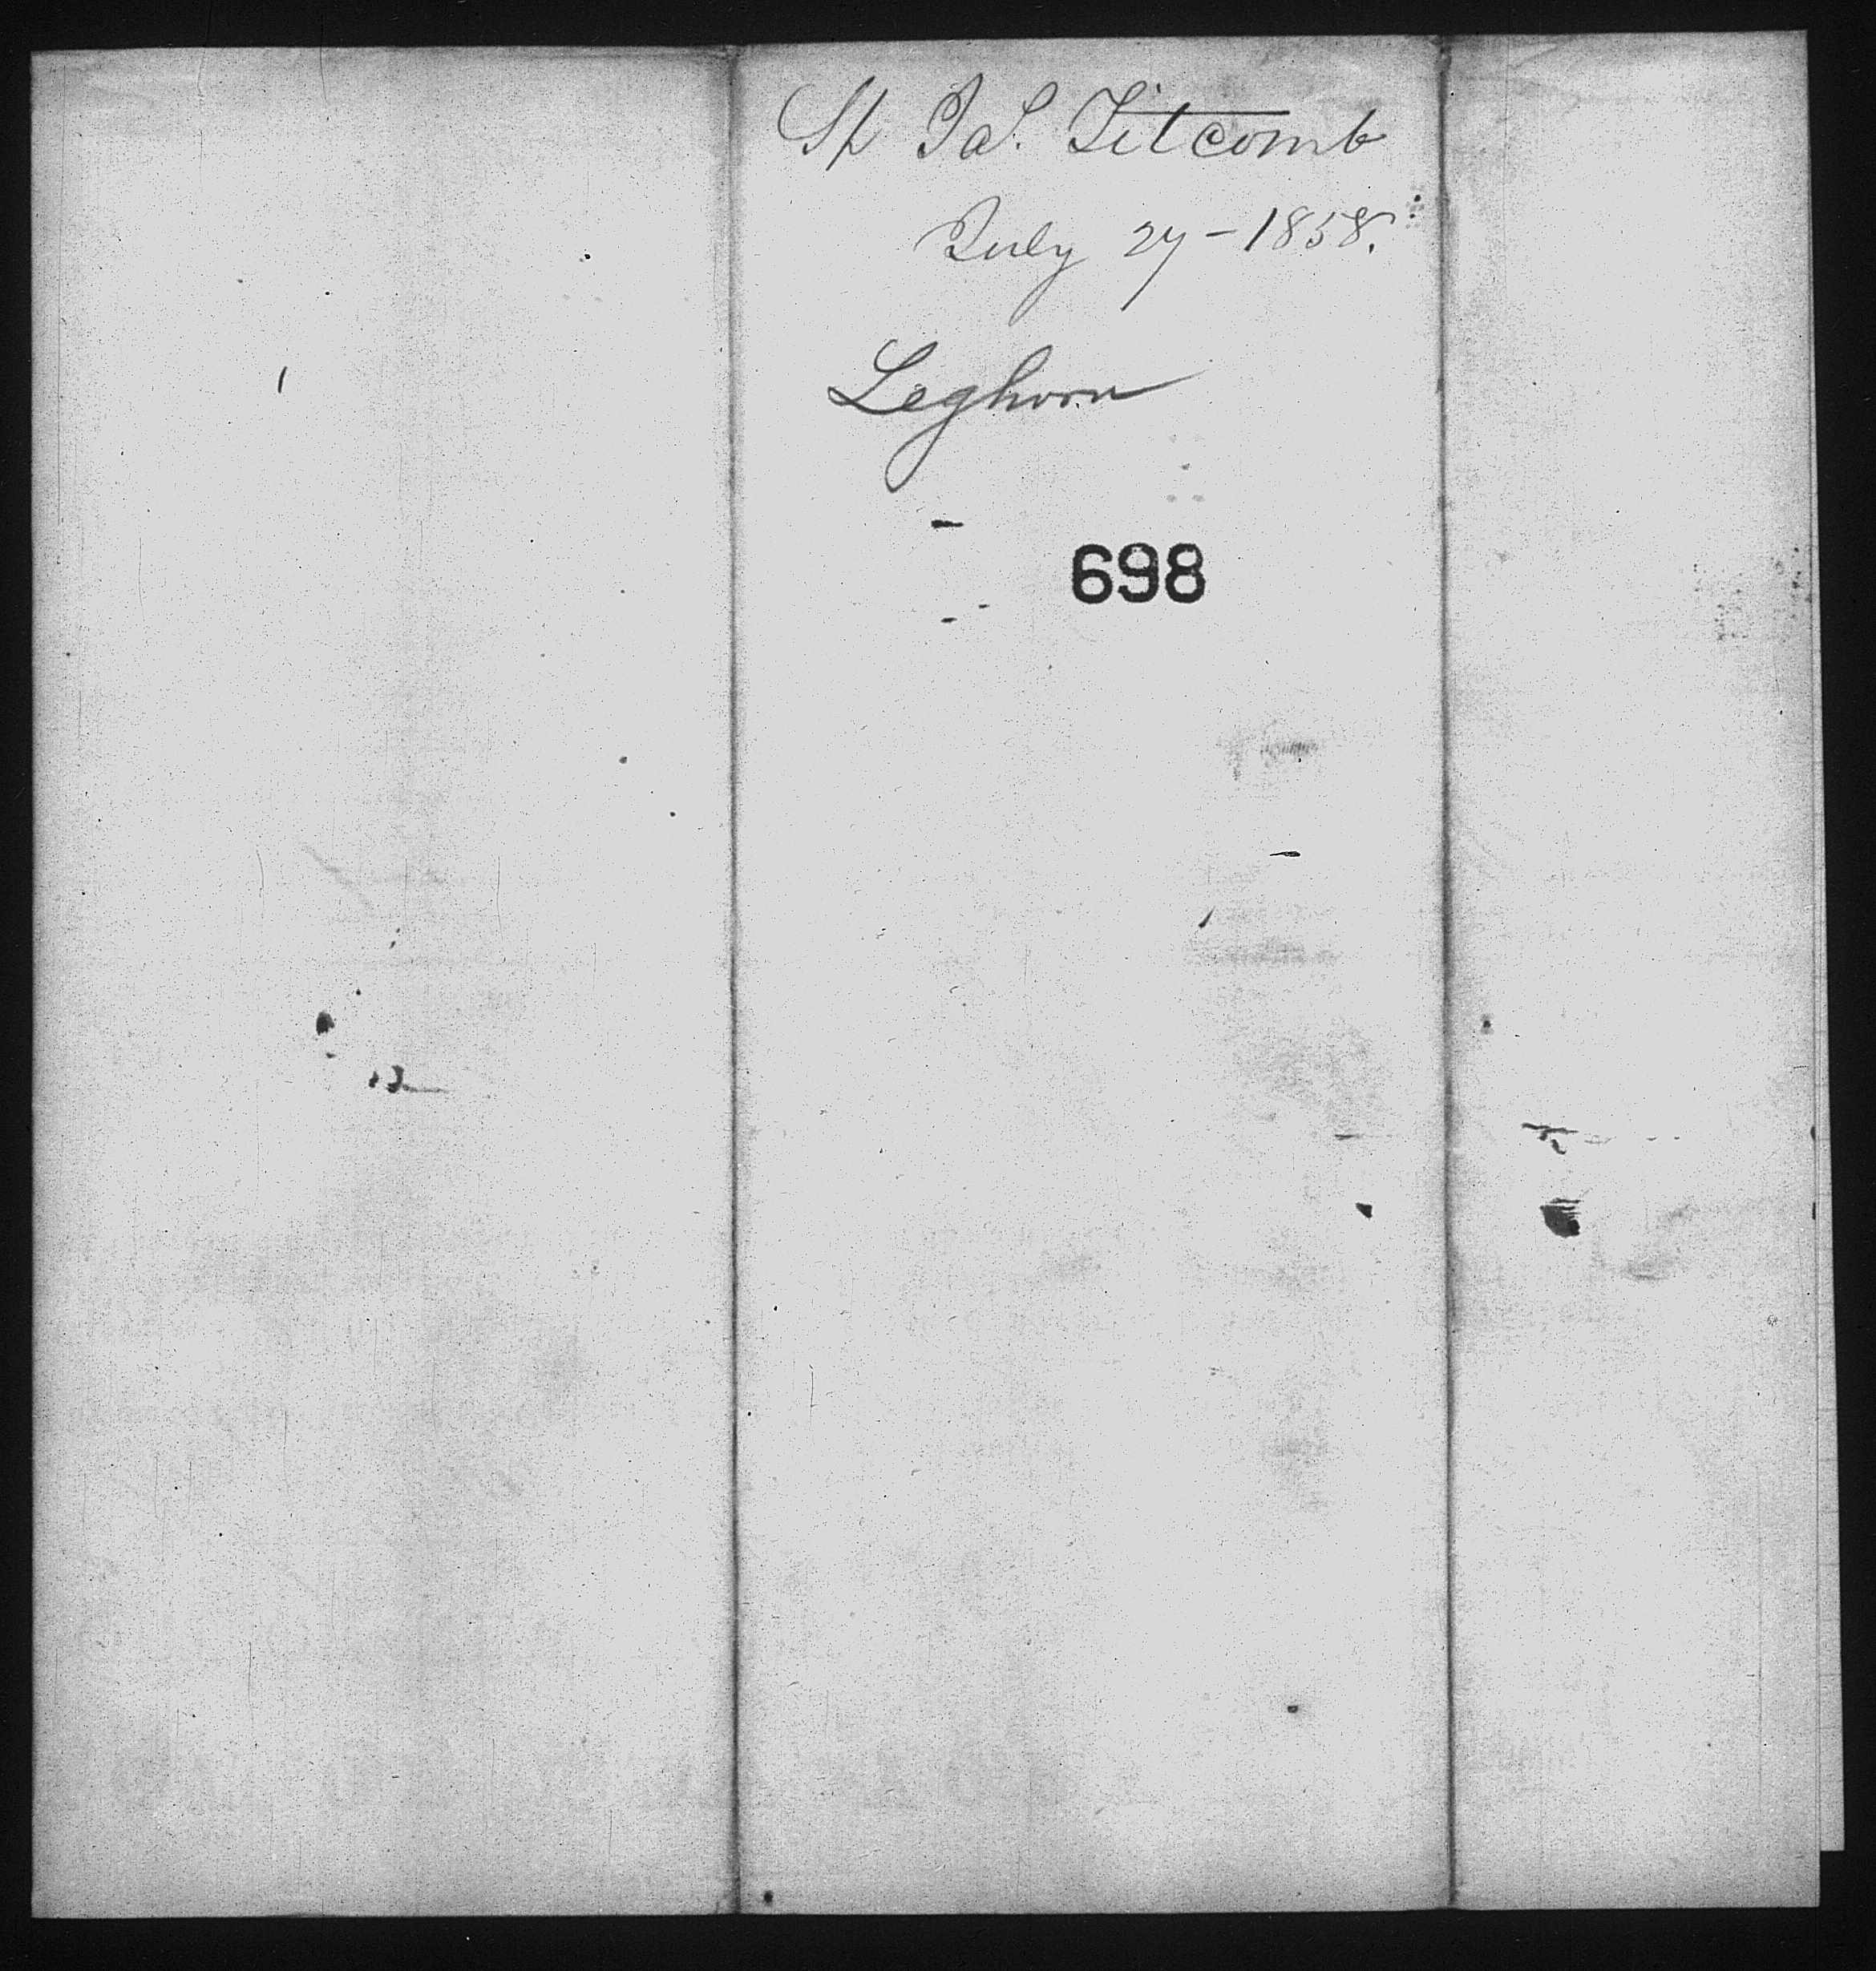 Sp Jas. Titcomb
July 27 - 1858.
Leghorn
698